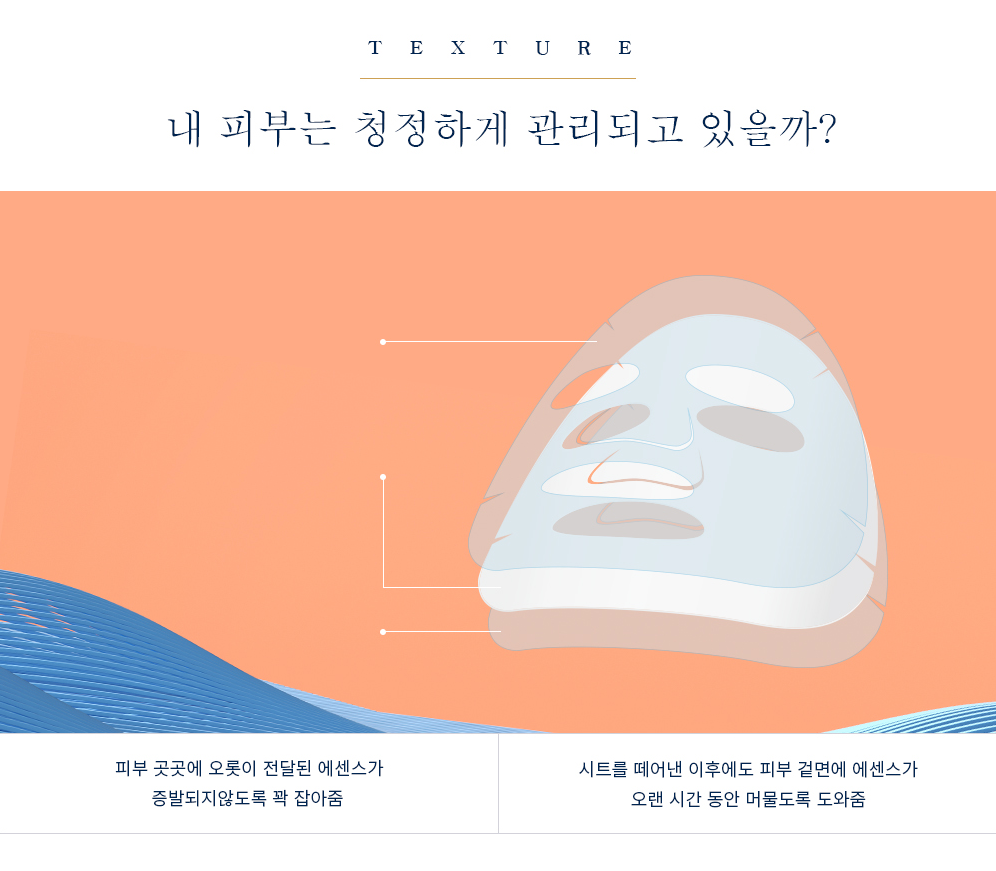 TEXTURE
내 피부는 청정하게 관리되고 있을까?
피부 곳곳에 오롯이 전달된 에센스가
증발되지않도록 꽉 잡아줌
시트를 떼어낸 이후에도 피부 겉면에 에센스가
오랜 시간 동안 머물도록 도와줌